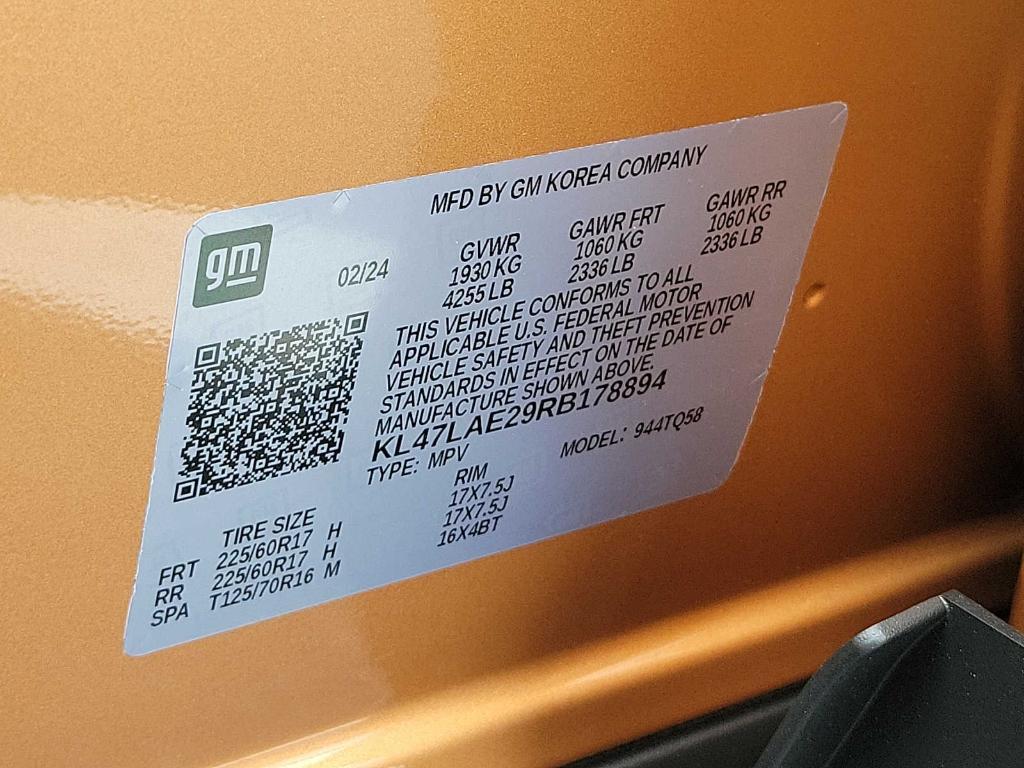 MFD BY GM KOREA COMPANY
gm
02/24
GVWR GAWR FRT GAWR RR
1930 KG 1060 KG 1060 KG
4255 LB 2336 LB 2336 LB
THIS VEHICLE CONFORMS TO ALL
APPLICABLE U.S. FEDERAL MOTOR
VEHICLE SAFETY AND THEFT PREVENTION
STANDARDS IN EFFECT ON THE DATE OF
MANUFACTURE SHOWN ABOVE.
KL47LAE29RB178894
TYPE: MPV MODEL: 944TQ58
TIRE SIZE RIM
FRT 225/60R17 H 17X7.5J
RR 225/60R17 H 17X7.5J
SPA T125/70R16 M 16X4BT